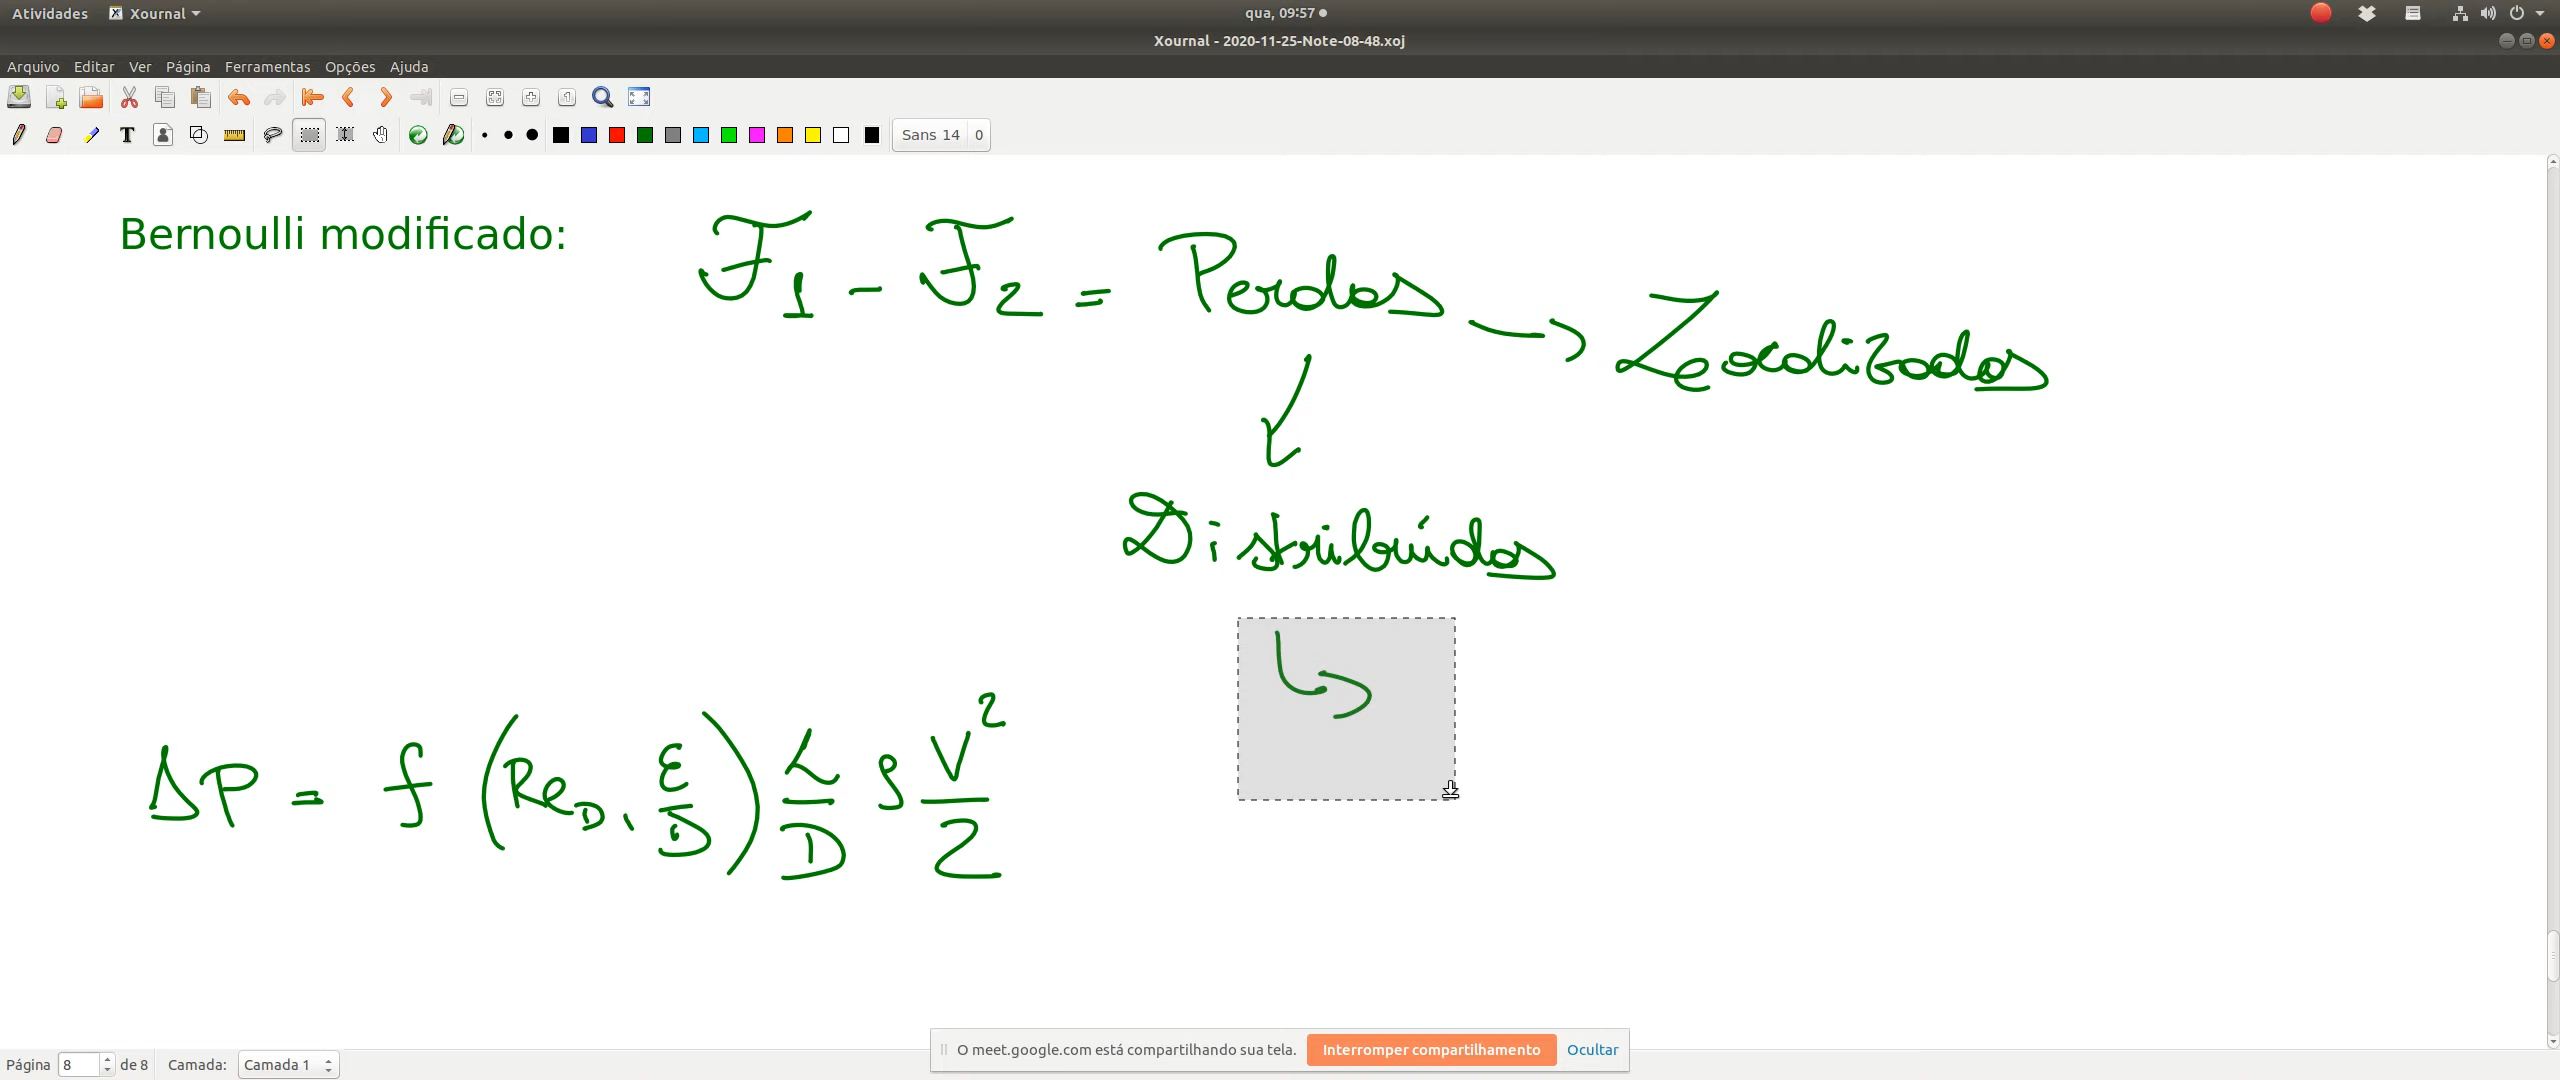 Atividades Xournal qua, 09:57
Xournal - 2020-11-25-Note-08-48.xoj
Arquivo Editar Ver Página Ferramentas Opções Ajuda
T Sans 14 0
Bernoulli modificado:
F1 - F2 = Perdas → Localizadas
Distribuídas
ΔP = f (Re_D, ε/D) L/D ρ V²/2
O meet.google.com está compartilhando sua tela. Interromper compartilhamento Ocultar
Página 8 de 8 Camada: Camada 1